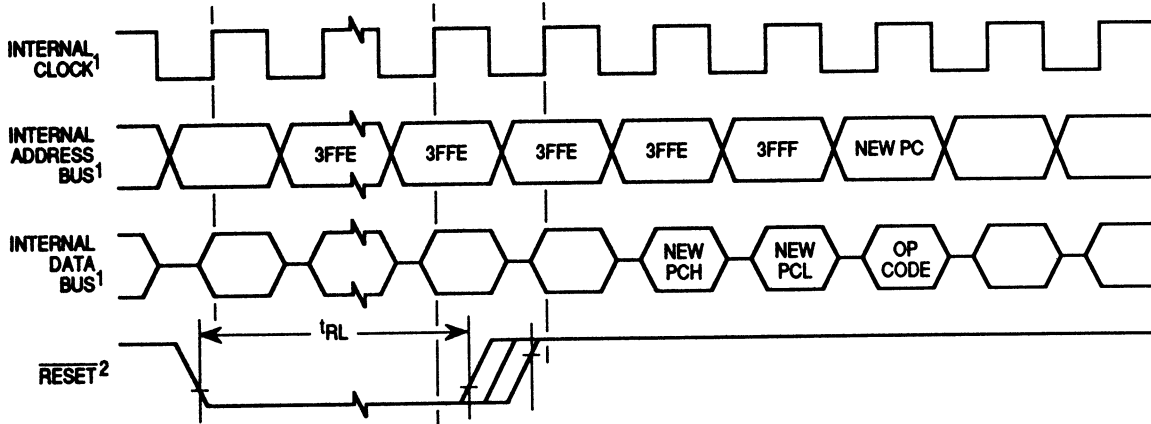 INTERNAL
CLOCK1
INTERNAL
ADDRESS
BUS1
3FFE
3FFE
3FFE
3FFE
3FFF
NEW PC
INTERNAL
DATA
BUS1
NEW
PCH
NEW
PCL
OP
CODE
tRL
RESET2